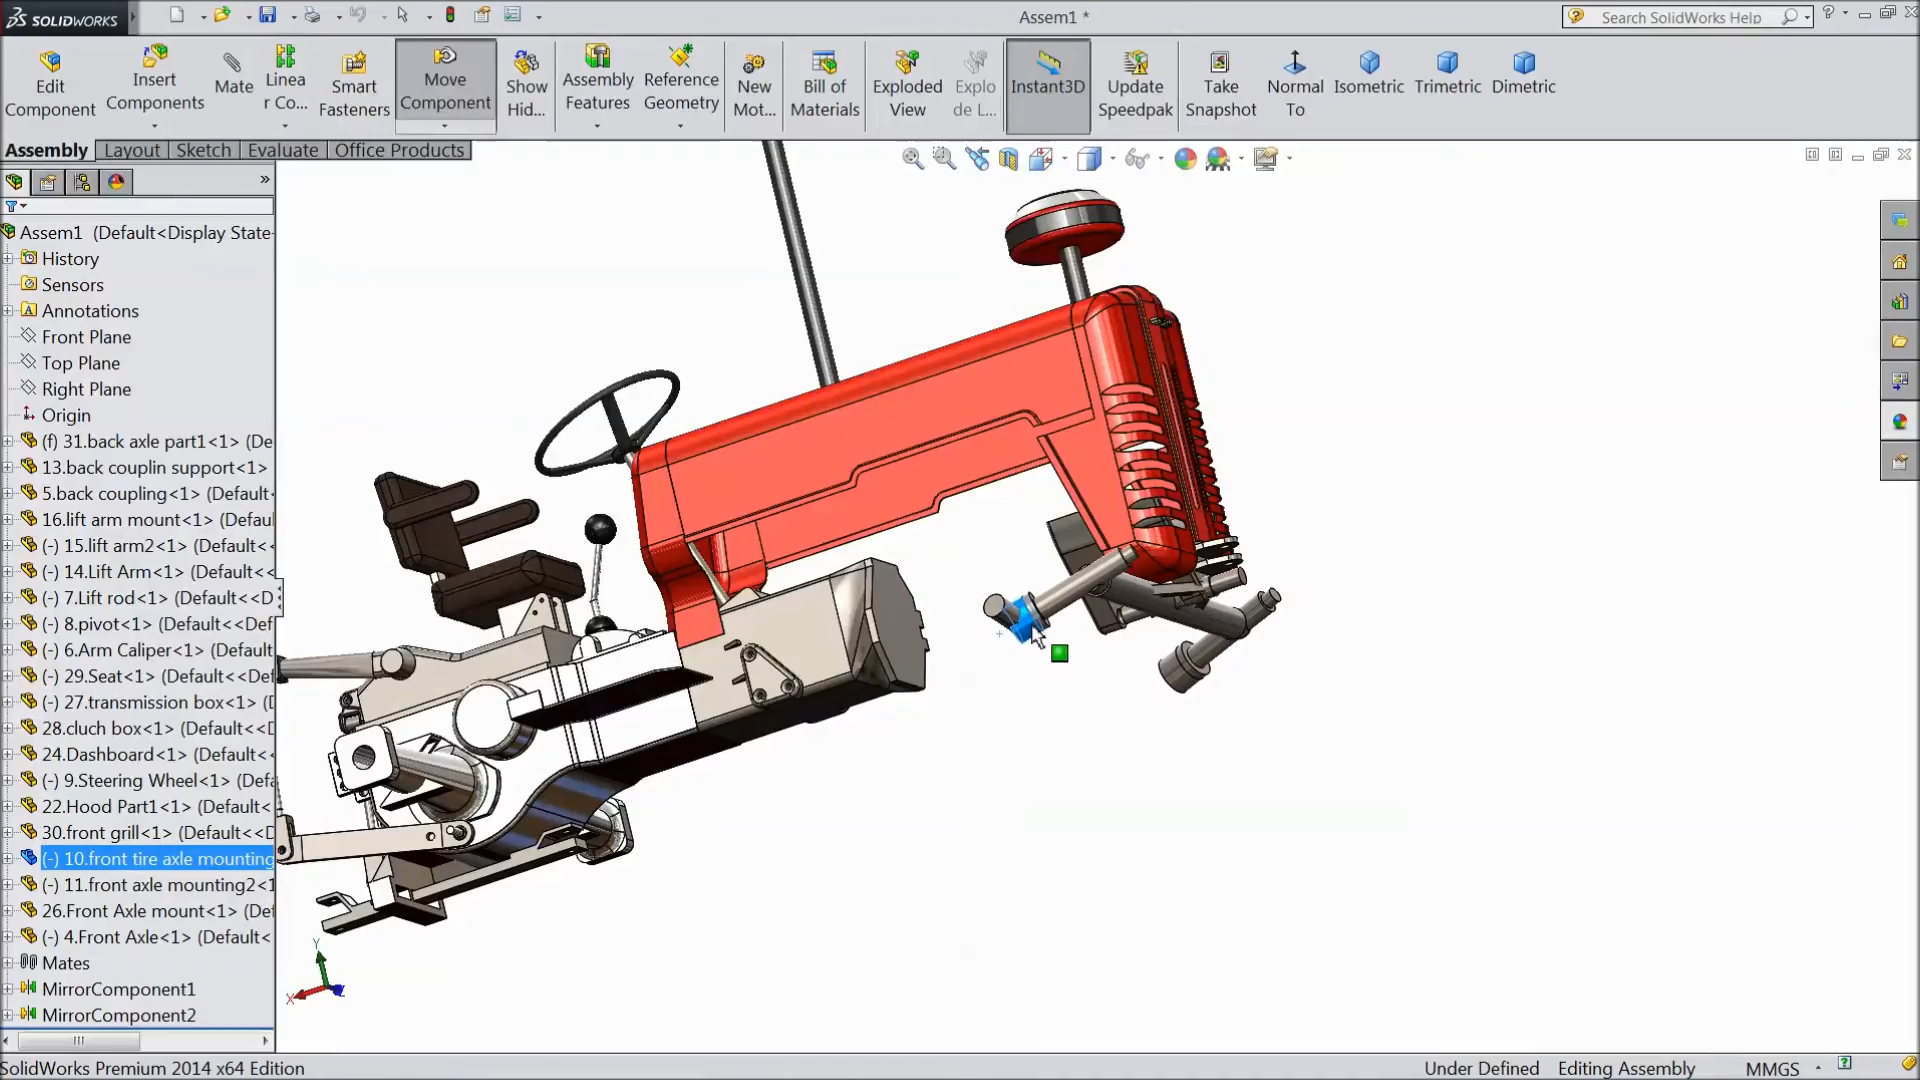 SOLIDWORKS
Assem1 *
Search SolidWorks Help
Edit Component
Insert Components
Mate
Linea r Co...
Smart Fasteners
Move Component
Show Hid...
Assembly Features
Reference Geometry
New Mot...
Bill of Materials
Exploded View
Explo de L...
Instant3D
Update Speedpak
Take Snapshot
Normal To
Isometric
Trimetric
Dimetric
Assembly Layout Sketch Evaluate Office Products
Assem1 (Default<Display State-
History
Sensors
Annotations
Front Plane
Top Plane
Right Plane
Origin
(f) 31.back axle part1<1> (De
13.back couplin support<1>
5.back coupling<1> (Default<
16.lift arm mount<1> (Defaul
(-) 15.lift arm2<1> (Default<<
(-) 14.Lift Arm<1> (Default<<
(-) 7.Lift rod<1> (Default<<D
(-) 8.pivot<1> (Default<<Def
(-) 6.Arm Caliper<1> (Default
(-) 29.Seat<1> (Default<<Def
(-) 27.transmission box<1> (D
28.cluch box<1> (Default<<D
24.Dashboard<1> (Default<<
(-) 9.Steering Wheel<1> (Defa
22.Hood Part1<1> (Default<
30.front grill<1> (Default<<D
(-) 10.front tire axle mounting
(-) 11.front axle mounting2<1
26.Front Axle mount<1> (Def
(-) 4.Front Axle<1> (Default<
Mates
MirrorComponent1
MirrorComponent2
Y
X
Z
SolidWorks Premium 2014 x64 Edition
Under Defined
Editing Assembly
MMGS